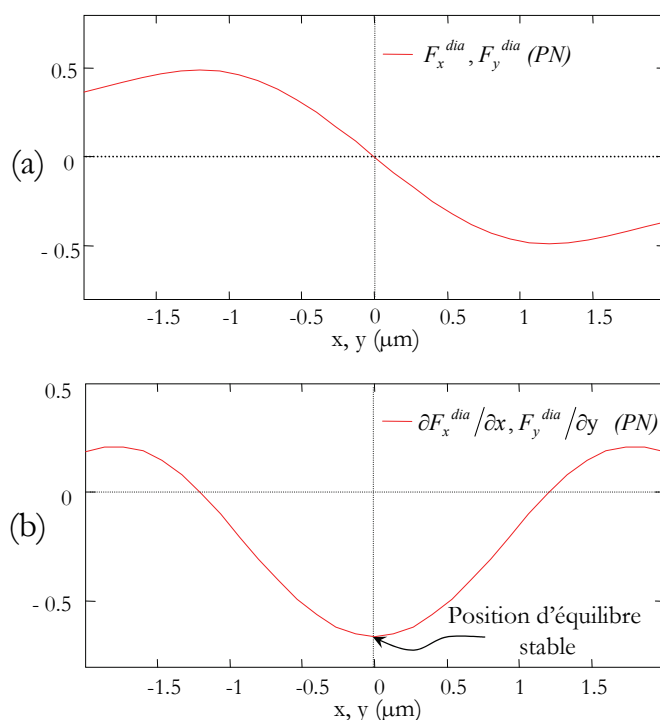 F_x^dia , F_y^dia (PN)
0.5
(a)
0
- 0.5
-1.5 -1 -0.5 0 0.5 1 1.5
x, y (μm)
0.5
∂F_x^dia/∂x , F_y^dia/∂y (PN)
0
(b)
- 0.5
Position d'équilibre
stable
-1.5 -1 -0.5 0 0.5 1 1.5
x, y (μm)